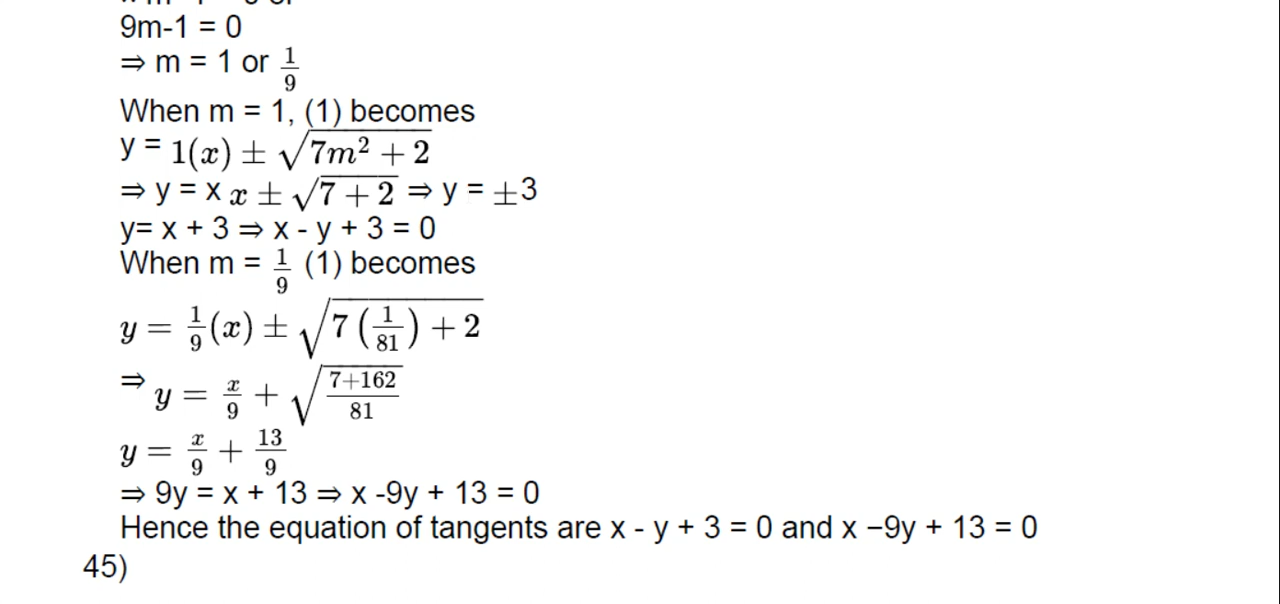 9m-1 = 0
⇒ m = 1 or 1/9
When m = 1, (1) becomes
y = 1(x) ± √(7m² + 2)
⇒ y = x x ± √(7 + 2) ⇒ y = ±3
y= x + 3 ⇒ x - y + 3 = 0
When m = 1/9 (1) becomes
y = 1/9(x) ± √(7(1/81) + 2)
⇒ y = x/9 + √((7+162)/81)
y = x/9 + 13/9
⇒ 9y = x + 13 ⇒ x -9y + 13 = 0
Hence the equation of tangents are x - y + 3 = 0 and x −9y + 13 = 0
45)